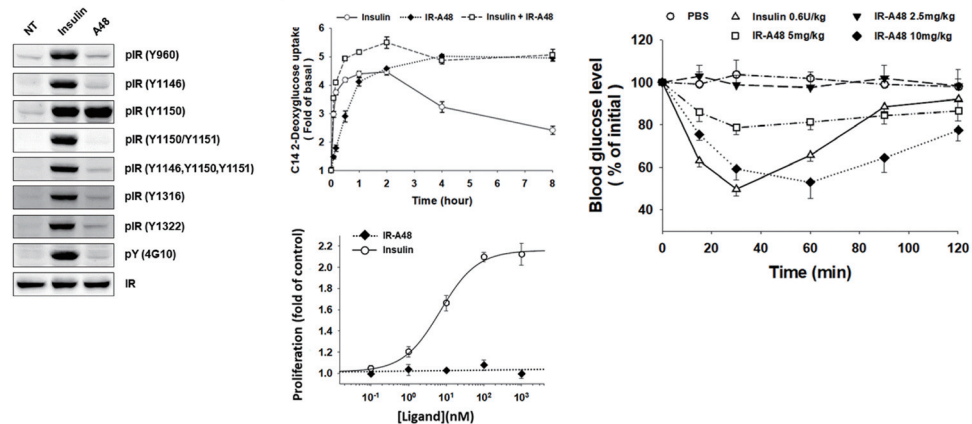 NT Insulin A48
pIR (Y960)
pIR (Y1146)
pIR (Y1150)
pIR (Y1150/Y1151)
pIR (Y1146,Y1150,Y1151)
pIR (Y1316)
pIR (Y1322)
pY (4G10)
IR
Insulin IR-A48 Insulin + IR-A48
C14 2-Deoxyglucose uptake
( Fold of basal )
6
5
4
3
2
1
0 2 4 6 8
Time (hour)
IR-A48
Insulin
Proliferation (fold of control)
2.2
2.0
1.8
1.6
1.4
1.2
1.0
10-1 100 101 102 103
[Ligand](nM)
PBS Insulin 0.6U/kg IR-A48 2.5mg/kg
IR-A48 5mg/kg IR-A48 10mg/kg
Blood glucose level
( % of initial )
120
100
80
60
40
0 20 40 60 80 100 120
Time (min)